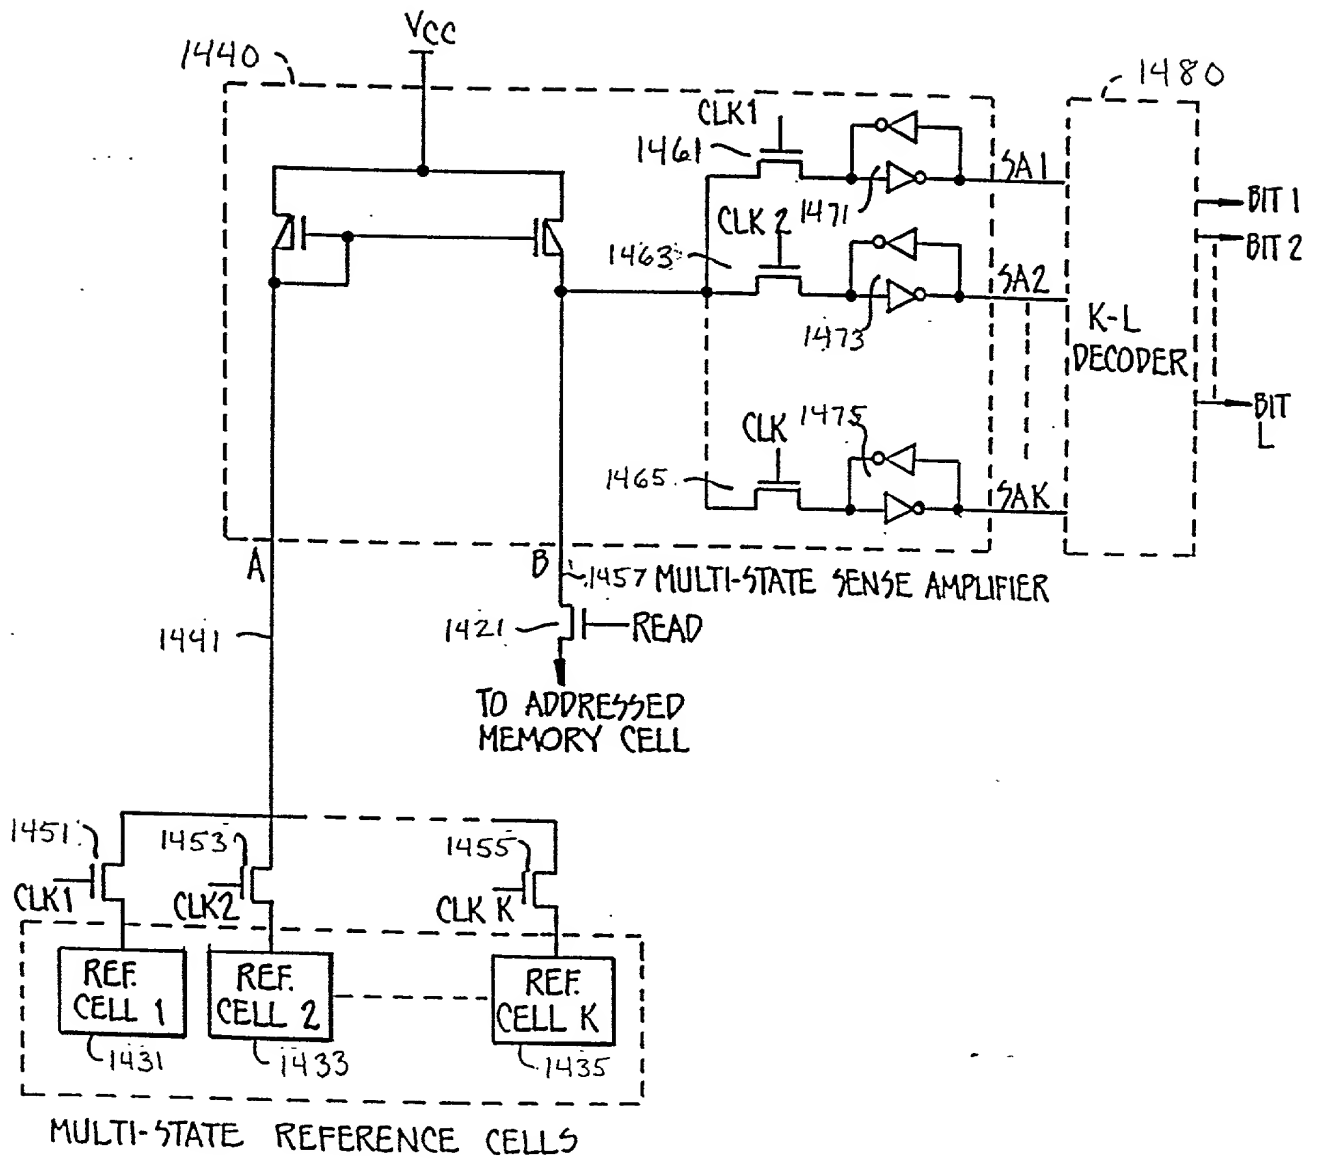 VCC
1440
1480
CLK1
1461
SA1
1471
BIT 1
CLK 2
BIT 2
1463
SA2
1473
K-L
DECODER
CLK
1475
BIT
L
1465
SAK
A
B
1457
MULTI-STATE SENSE AMPLIFIER
1441
1421
READ
TO ADDRESSED
MEMORY CELL
1451
1453
1455
CLK1
CLK2
CLK K
REF.
CELL 1
REF.
CELL 2
REF.
CELL K
1431
1433
1435
MULTI-STATE REFERENCE CELLS